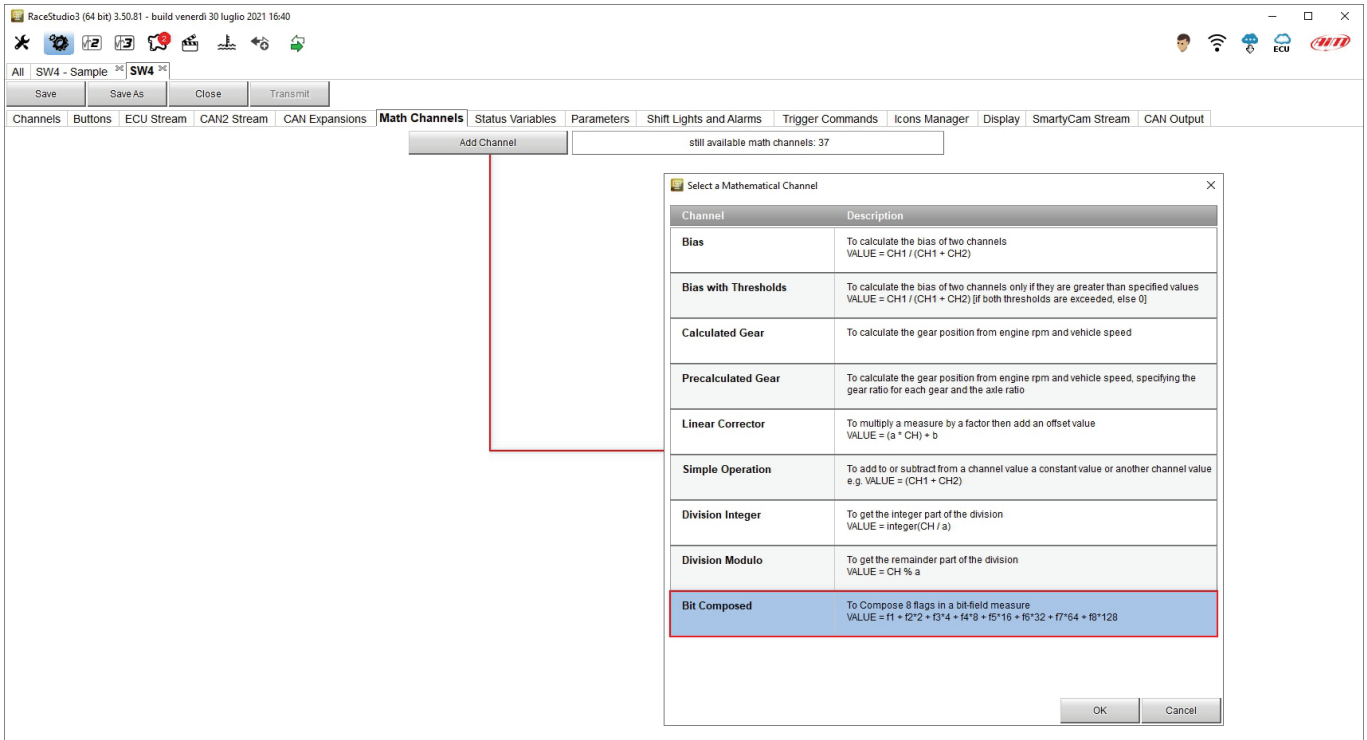 RaceStudio3 (64 bit) 3.50.81 - build venerdì 30 luglio 2021 16:40
2
ECU
AIM
All SW4 - Sample SW4
Save Save As Close Transmit
Channels Buttons ECU Stream CAN2 Stream CAN Expansions Math Channels Status Variables Parameters Shift Lights and Alarms Trigger Commands Icons Manager Display SmartyCam Stream CAN Output
Add Channel still available math channels: 37
Select a Mathematical Channel
Channel Description
Bias To calculate the bias of two channels
VALUE = CH1 / (CH1 + CH2)
Bias with Thresholds To calculate the bias of two channels only if they are greater than specified values
VALUE = CH1 / (CH1 + CH2) [if both thresholds are exceeded, else 0]
Calculated Gear To calculate the gear position from engine rpm and vehicle speed
Precalculated Gear To calculate the gear position from engine rpm and vehicle speed, specifying the
gear ratio for each gear and the axle ratio
Linear Corrector To multiply a measure by a factor then add an offset value
VALUE = (a * CH) + b
Simple Operation To add to or subtract from a channel value a constant value or another channel value
e.g. VALUE = (CH1 + CH2)
Division Integer To get the integer part of the division
VALUE = integer(CH / a)
Division Modulo To get the remainder part of the division
VALUE = CH % a
Bit Composed To Compose 8 flags in a bit-field measure
VALUE = f1 + f2*2 + f3*4 + f4*8 + f5*16 + f6*32 + f7*64 + f8*128
OK Cancel